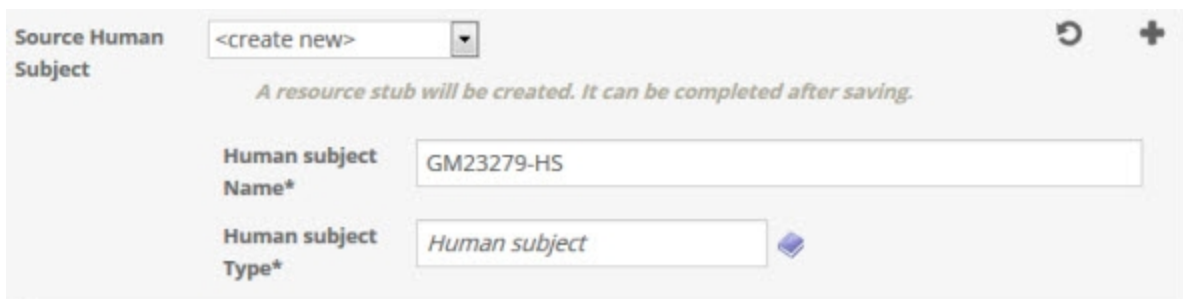 Source Human
Subject
<create new>
A resource stub will be created. It can be completed after saving.
Human subject
Name*
GM23279-HS
Human subject
Type*
Human subject